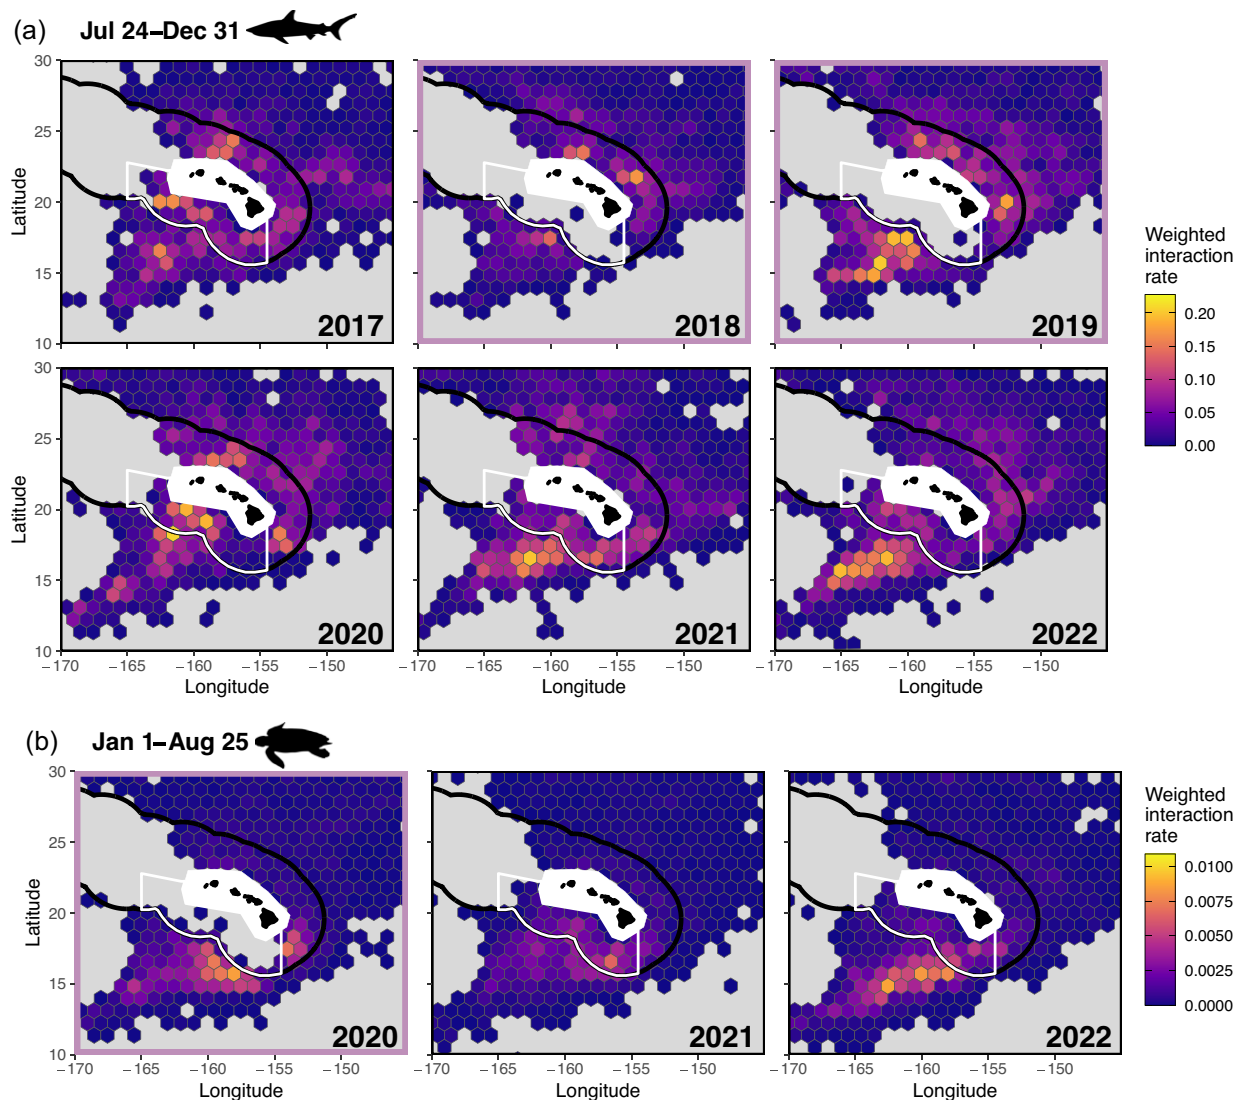 (a) Jul 24–Dec 31
30
25
20
15
10
Latitude
2017
2018
2019
Weighted
interaction
rate
0.20
0.15
0.10
0.05
0.00
30
25
20
15
10
Latitude
2020
2021
2022
−170 −165 −160 −155 −150
−170 −165 −160 −155 −150
−170 −165 −160 −155 −150
Longitude
Longitude
Longitude
(b) Jan 1–Aug 25
30
25
20
15
10
Latitude
2020
2021
2022
Weighted
interaction
rate
0.0100
0.0075
0.0050
0.0025
0.0000
−170 −165 −160 −155 −150
−170 −165 −160 −155 −150
−170 −165 −160 −155 −150
Longitude
Longitude
Longitude